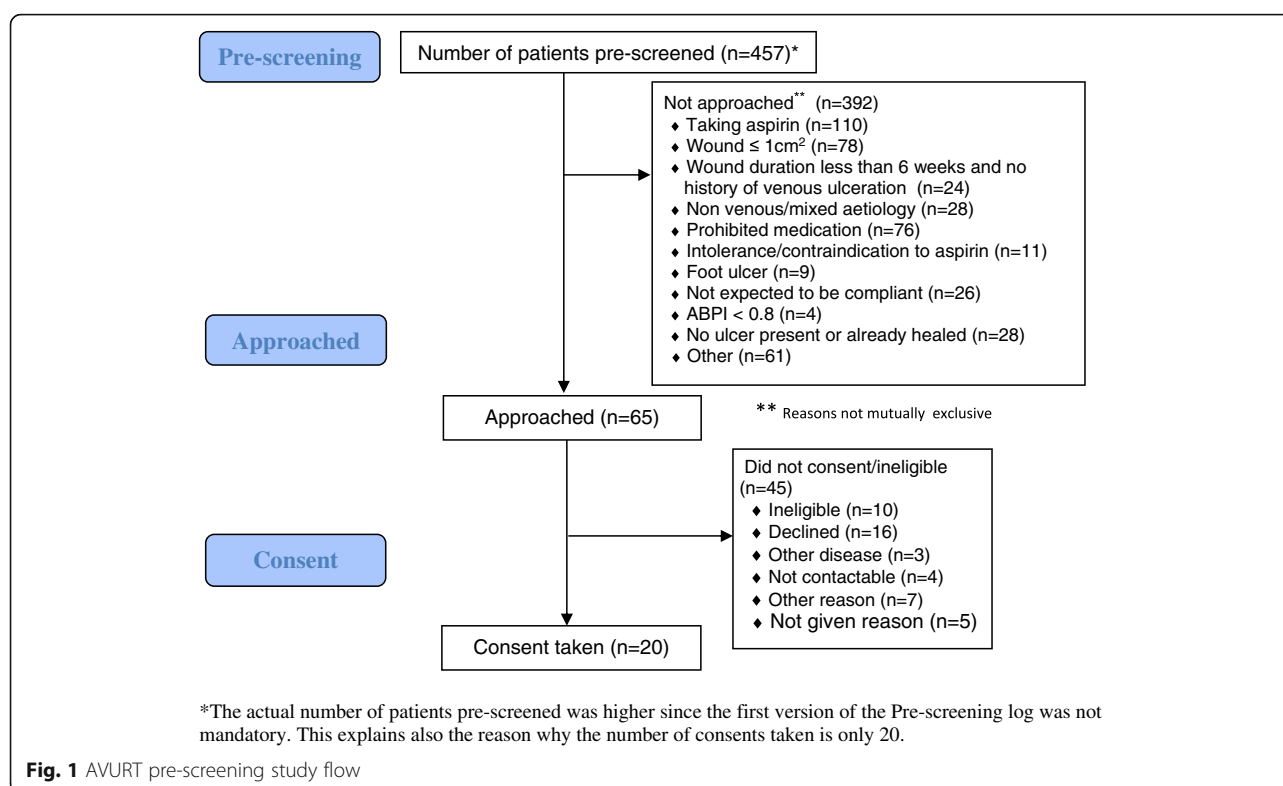 Pre-screening
Number of patients pre-screened (n=457)*
Not approached** (n=392)
♦ Taking aspirin (n=110)
♦ Wound ≤ 1cm² (n=78)
♦ Wound duration less than 6 weeks and no
history of venous ulceration (n=24)
♦ Non venous/mixed aetiology (n=28)
♦ Prohibited medication (n=76)
♦ Intolerance/contraindication to aspirin (n=11)
♦ Foot ulcer (n=9)
♦ Not expected to be compliant (n=26)
♦ ABPI < 0.8 (n=4)
♦ No ulcer present or already healed (n=28)
♦ Other (n=61)
Approached
Approached (n=65)
** Reasons not mutually exclusive
Did not consent/ineligible
(n=45)
♦ Ineligible (n=10)
♦ Declined (n=16)
♦ Other disease (n=3)
♦ Not contactable (n=4)
♦ Other reason (n=7)
♦ Not given reason (n=5)
Consent
Consent taken (n=20)
*The actual number of patients pre-screened was higher since the first version of the Pre-screening log was not
mandatory. This explains also the reason why the number of consents taken is only 20.
Fig. 1 AVURT pre-screening study flow